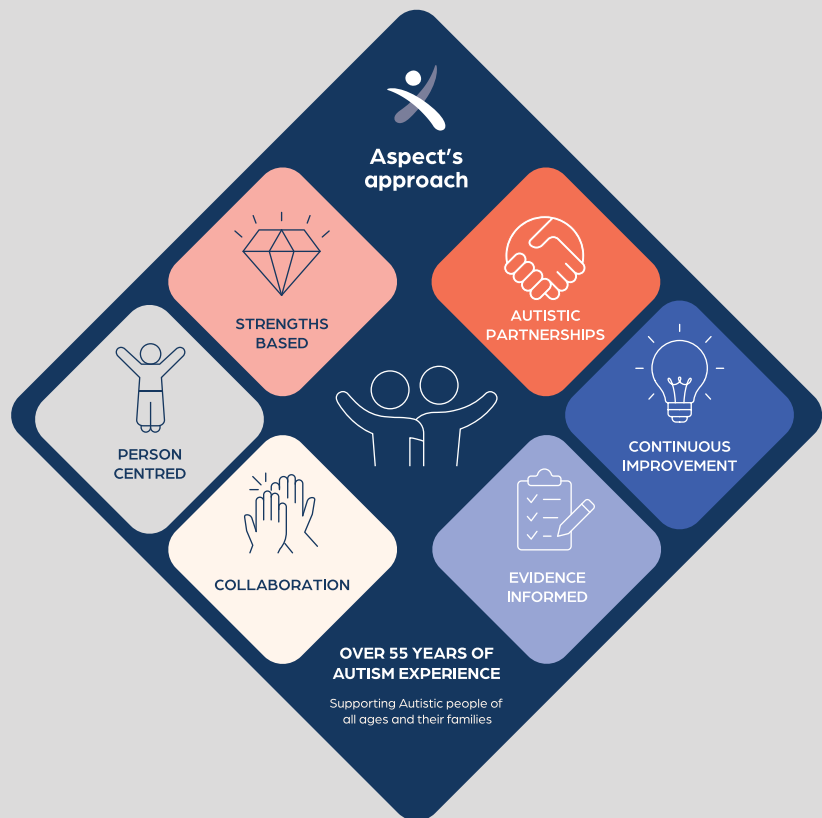 Aspect's
approach
STRENGTHS
BASED
AUTISTIC
PARTNERSHIPS
PERSON
CENTRED
CONTINUOUS
IMPROVEMENT
COLLABORATION
EVIDENCE
INFORMED
OVER 55 YEARS OF
AUTISM EXPERIENCE
Supporting Autistic people of
all ages and their families